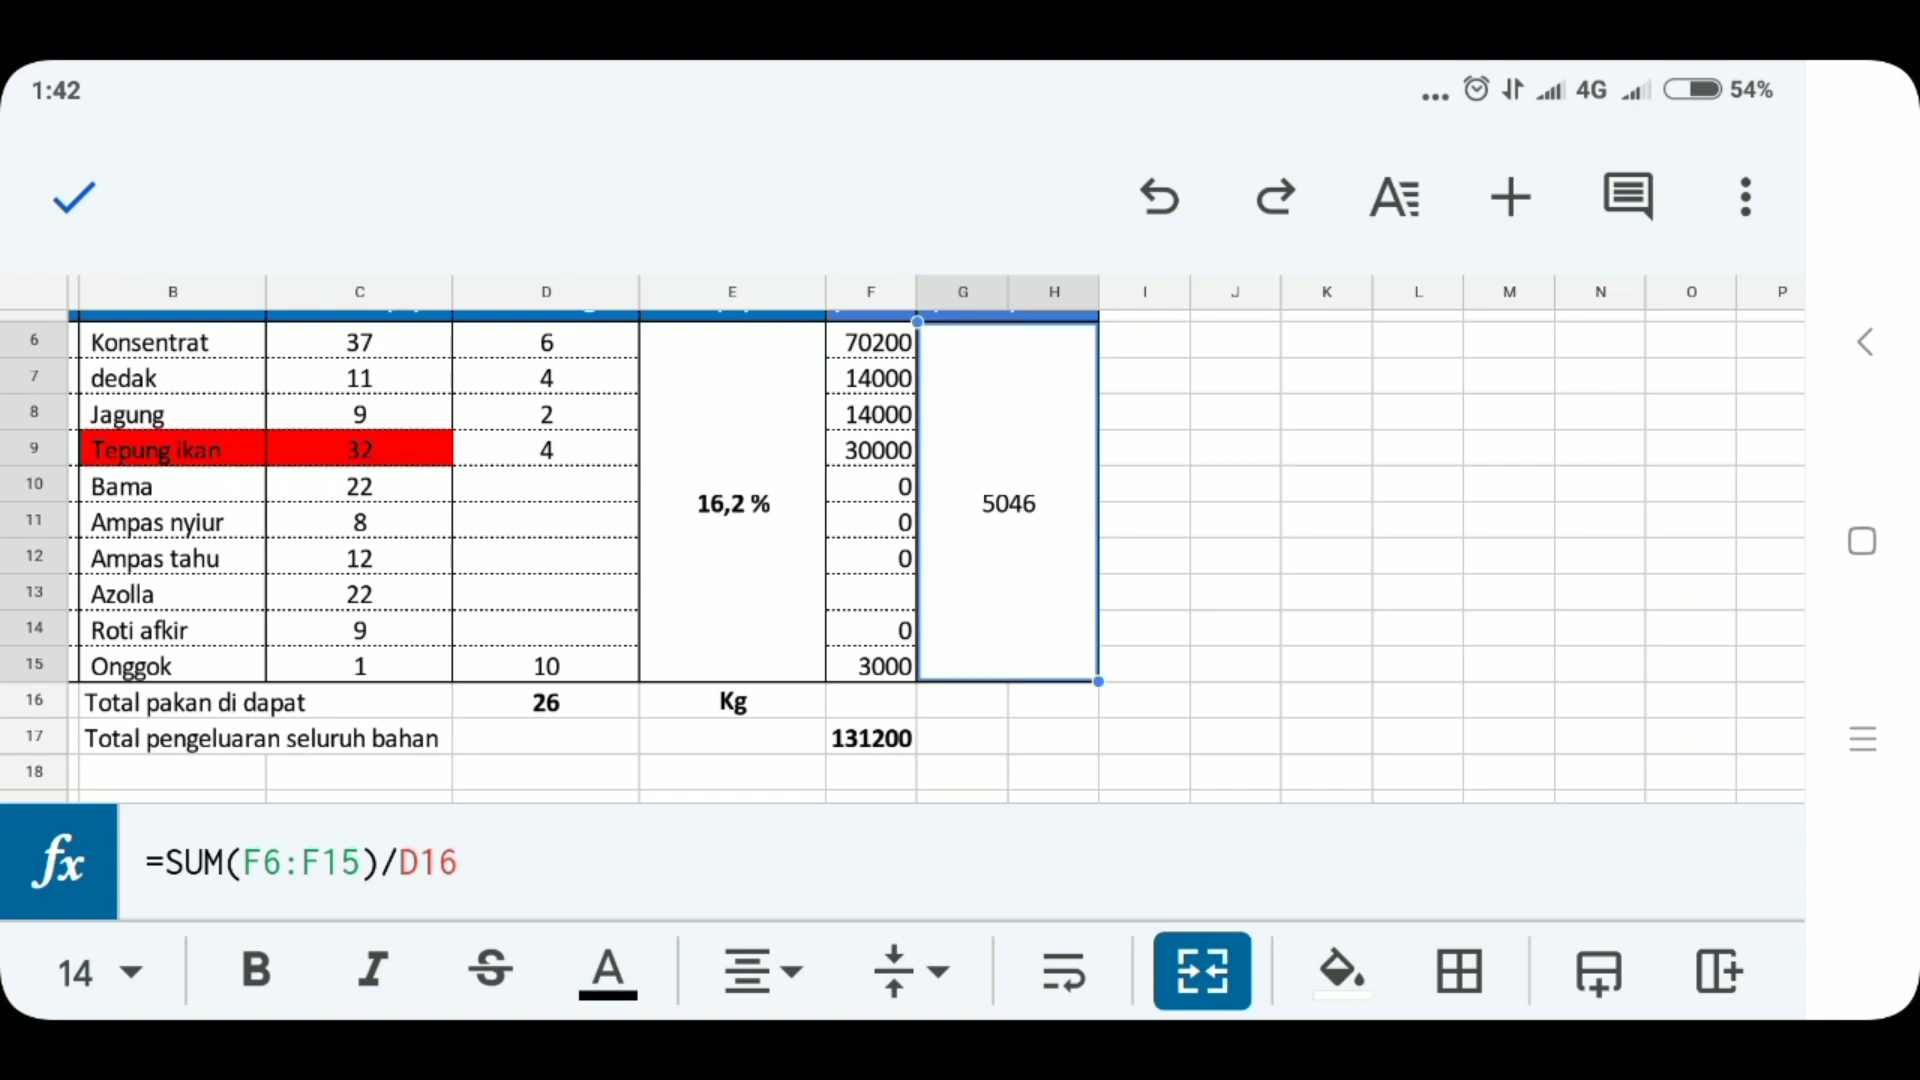 1:42
... 4G 54%
B C D E F G H I J K L M N O P
6 Konsentrat 37 6 70200
7 dedak 11 4 14000
8 Jagung 9 2 14000
9 Tepung ikan 32 4 30000
10 Bama 22 0
16,2 % 5046
11 Ampas nyiur 8 0
12 Ampas tahu 12 0
13 Azolla 22
14 Roti afkir 9 0
15 Onggok 1 10 3000
16 Total pakan di dapat 26 Kg
17 Total pengeluaran seluruh bahan 131200
18
fx =SUM(F6:F15)/D16
14 B I S A